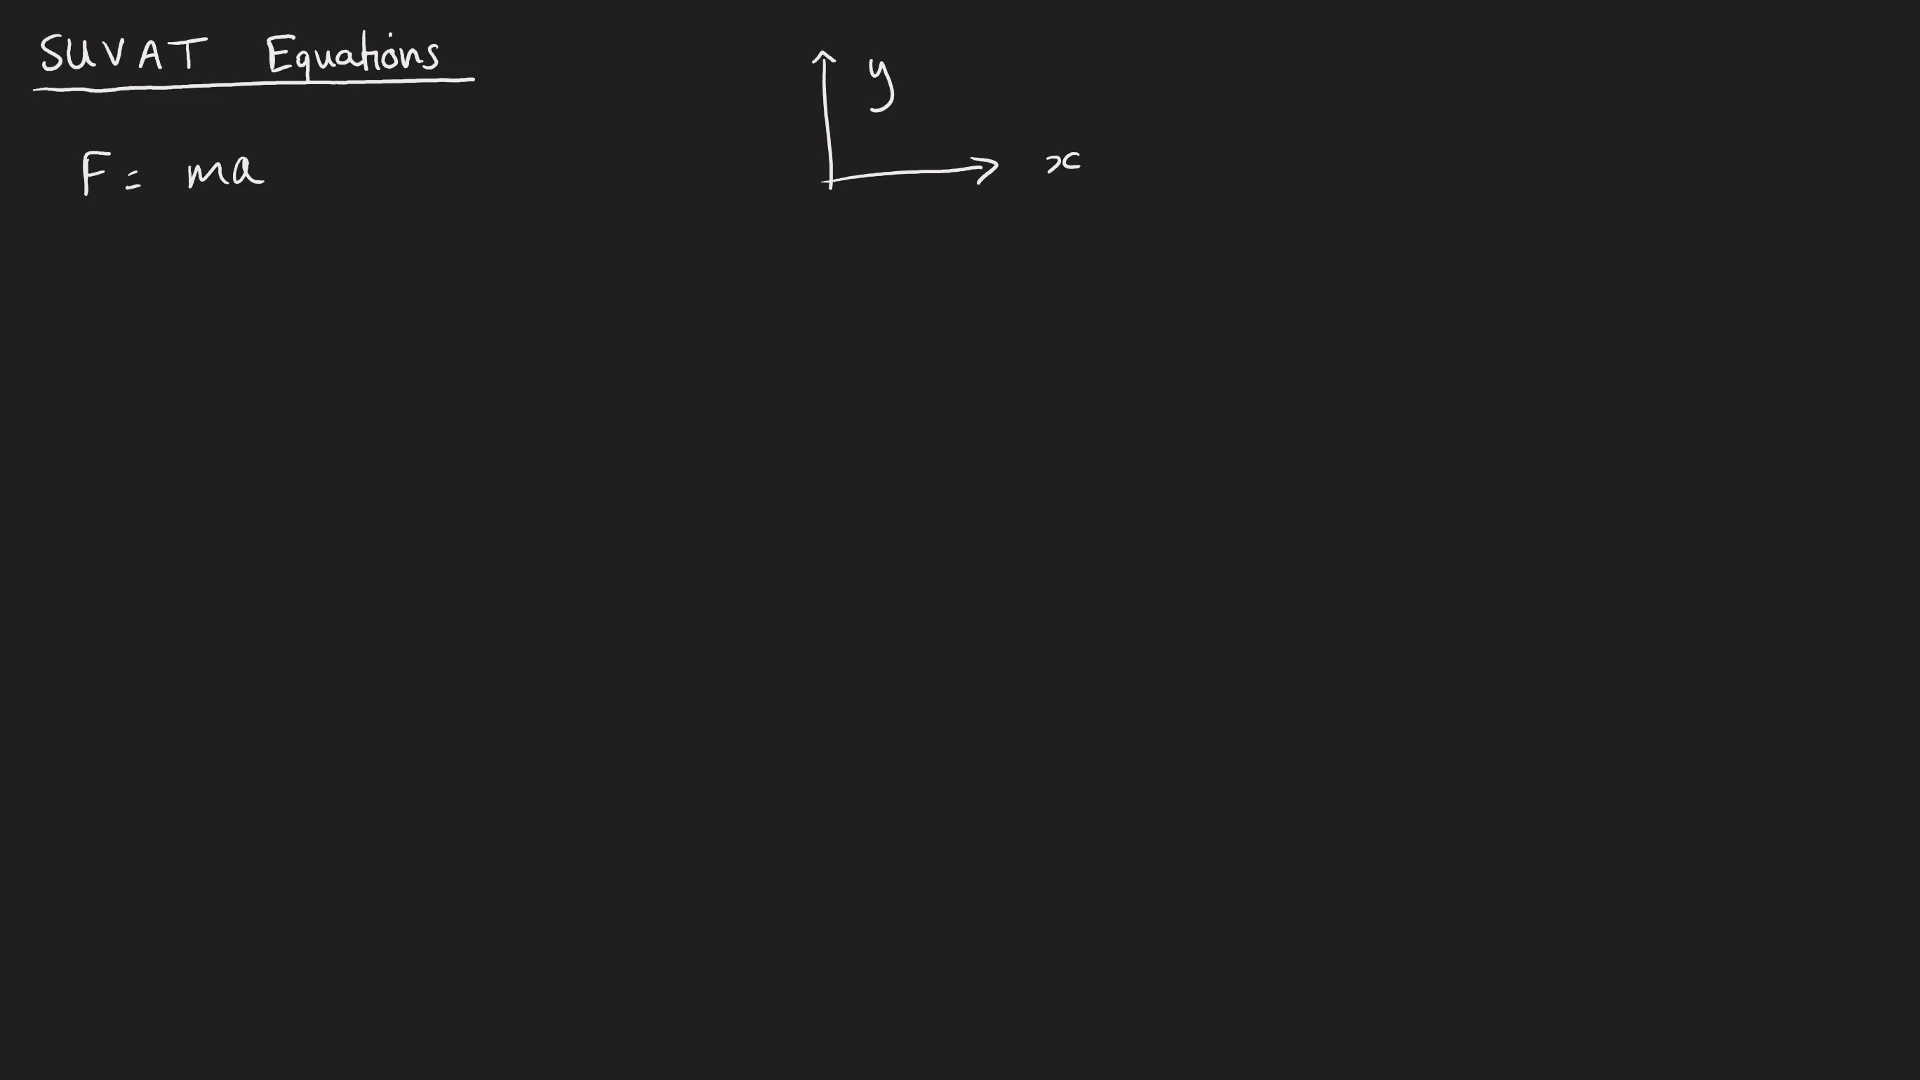 SUVAT Equations
F = ma
y
x